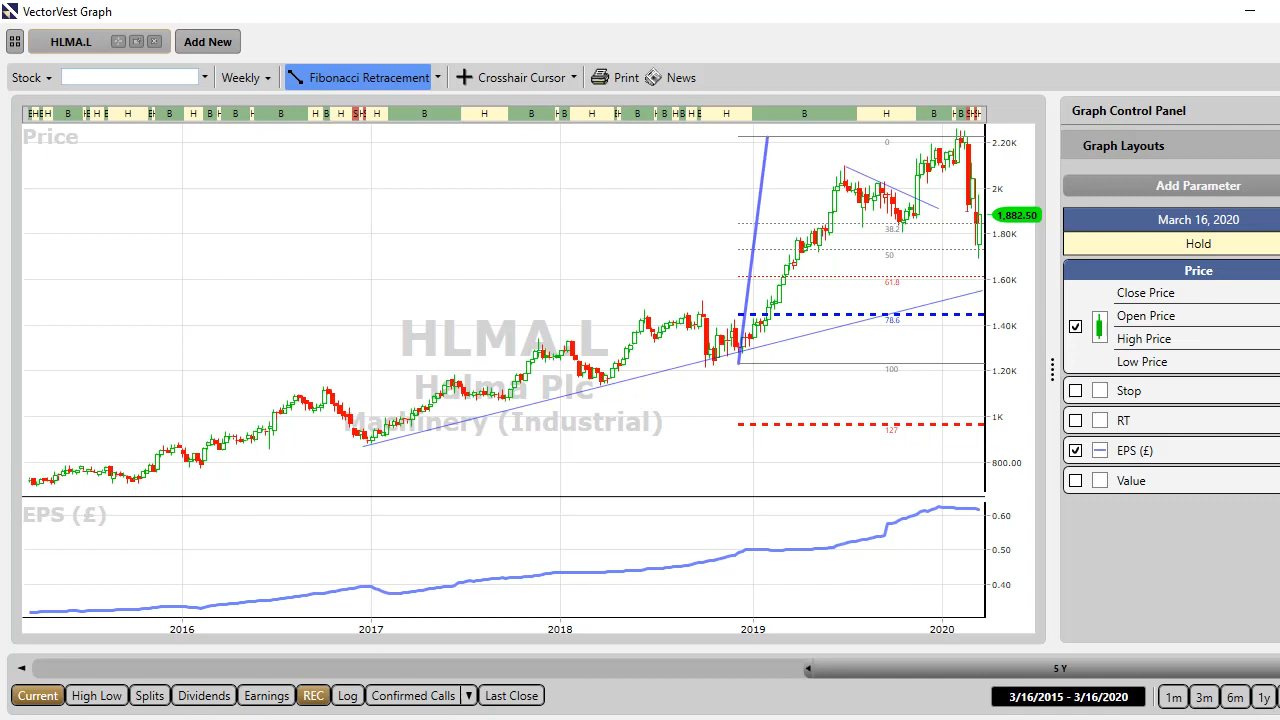 VectorVest Graph
HLMA.L
Add New
Stock
Weekly
Fibonacci Retracement
Crosshair Cursor
Print
News
Graph Control Panel
Graph Layouts
Add Parameter
March 16, 2020
Hold
Price
Close Price
Open Price
High Price
Low Price
Stop
RT
EPS (£)
Value
Price
HLMA.L
Halma Plc
Machinery (Industrial)
0
38.2
50
61.8
78.6
100
127
2.20K
2K
1,882.50
1.80K
1.60K
1.40K
1.20K
1K
800.00
EPS (£)
0.60
0.50
0.40
2016 2017 2018 2019 2020
5 Y
Current High Low Splits Dividends Earnings REC Log Confirmed Calls Last Close
3/16/2015 - 3/16/2020
1m 3m 6m 1y